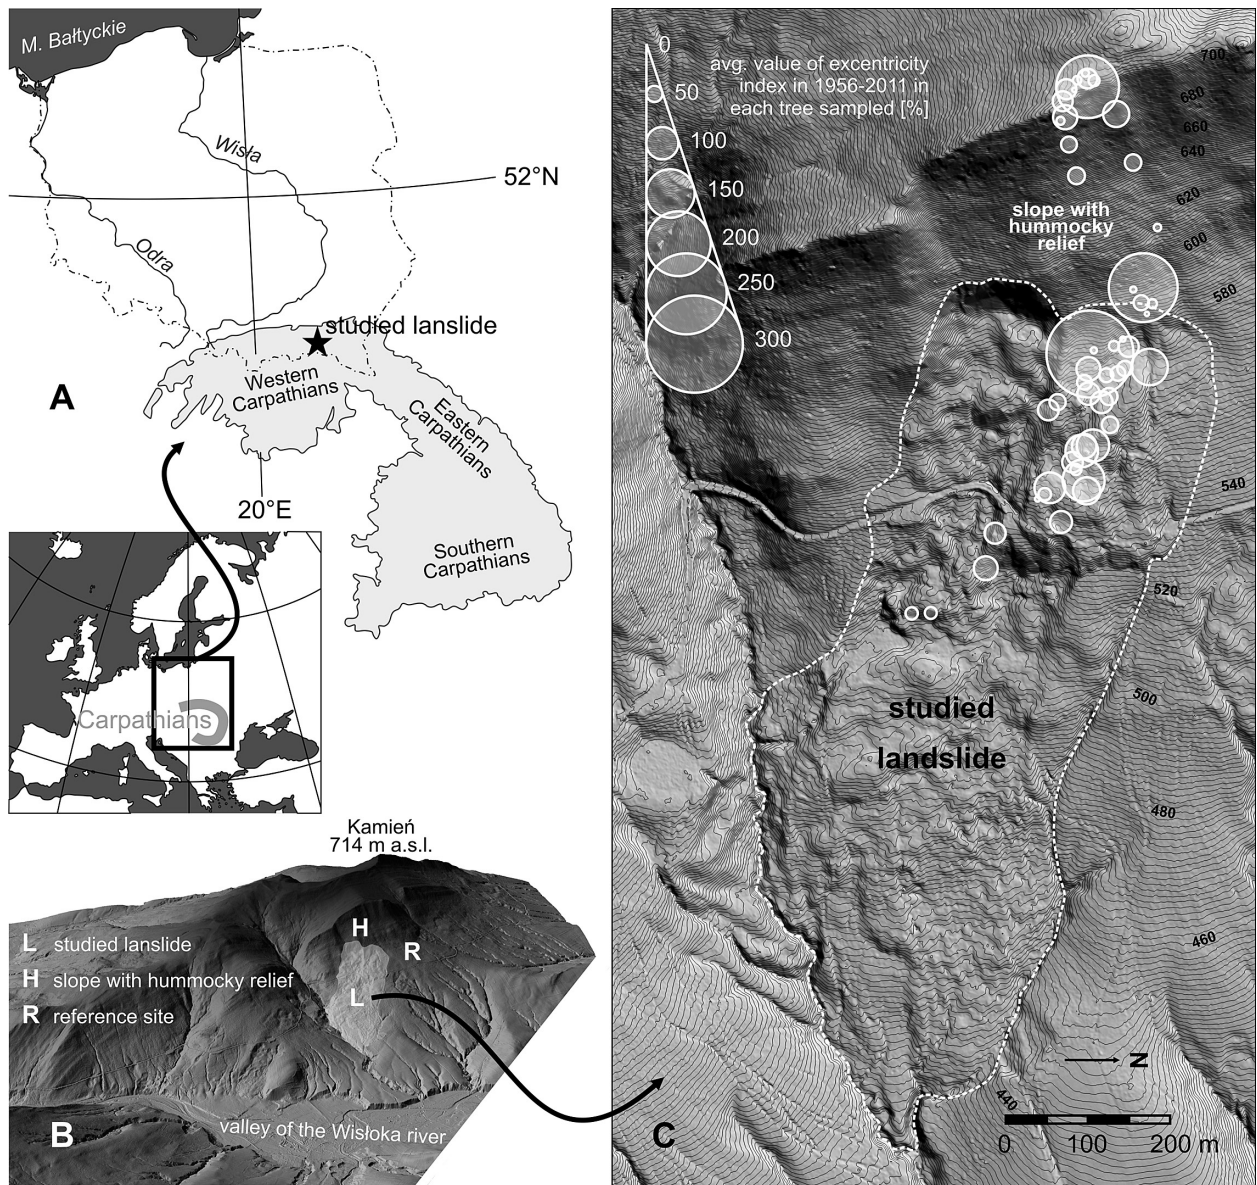 M. Bałtyckie
Wisła
52°N
Odra
studied lanslide
Western
Carpathians
Eastern
Carpathians
A
20°E
Southern
Carpathians
Carpathians
Kamień
714 m a.s.l.
H
R
L
L studied lanslide
H slope with hummocky relief
R reference site
valley of the Wisłoka river
B
0
avg. value of excentricity
index in 1956-2011 in
each tree sampled [%]
50
100
150
200
250
300
700
680
660
640
620
600
580
slope with
hummocky
relief
540
520
500
480
460
440
studied
landslide
N
0 100 200 m
C